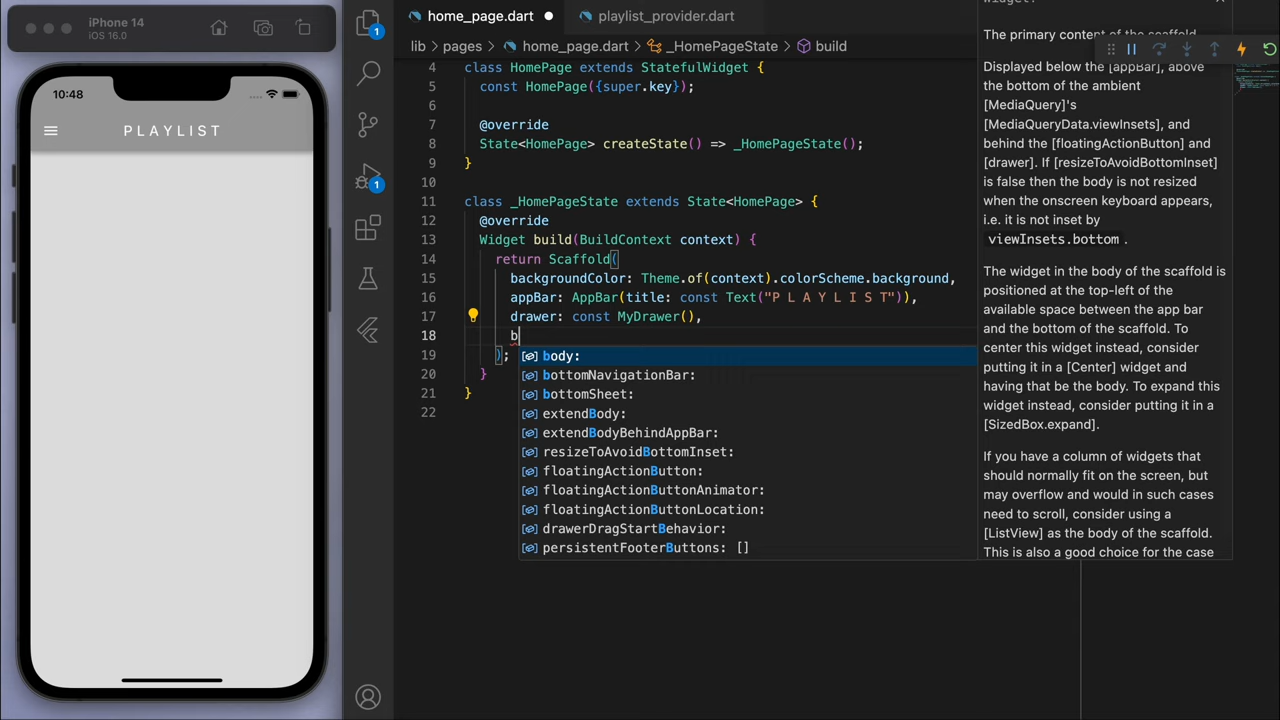 iPhone 14
iOS 16.0
10:48
P L A Y L I S T
1
1
home_page.dart
playlist_provider.dart
lib > pages > home_page.dart > _HomePageState > build
4 class HomePage extends StatefulWidget {
5 const HomePage({super.key});
6
7 @override
8 State<HomePage> createState() => _HomePageState();
9 }
10
11 class _HomePageState extends State<HomePage> {
12 @override
13 Widget build(BuildContext context) {
14 return Scaffold(
15 backgroundColor: Theme.of(context).colorScheme.background,
16 appBar: AppBar(title: const Text("P L A Y L I S T")),
17 drawer: const MyDrawer(),
18 b
19 );
20 }
21 }
22
body:
bottomNavigationBar:
bottomSheet:
extendBody:
extendBodyBehindAppBar:
resizeToAvoidBottomInset:
floatingActionButton:
floatingActionButtonAnimator:
floatingActionButtonLocation:
drawerDragStartBehavior:
persistentFooterButtons: []
The primary content of the scaffold.
Displayed below the [appBar], above
the bottom of the ambient
[MediaQuery]'s
[MediaQueryData.viewInsets], and
behind the [floatingActionButton] and
[drawer]. If [resizeToAvoidBottomInset]
is false then the body is not resized
when the onscreen keyboard appears,
i.e. it is not inset by
viewInsets.bottom .
The widget in the body of the scaffold is
positioned at the top-left of the
available space between the app bar
and the bottom of the scaffold. To
center this widget instead, consider
putting it in a [Center] widget and
having that be the body. To expand this
widget instead, consider putting it in a
[SizedBox.expand].
If you have a column of widgets that
should normally fit on the screen, but
may overflow and would in such cases
need to scroll, consider using a
[ListView] as the body of the scaffold.
This is also a good choice for the case